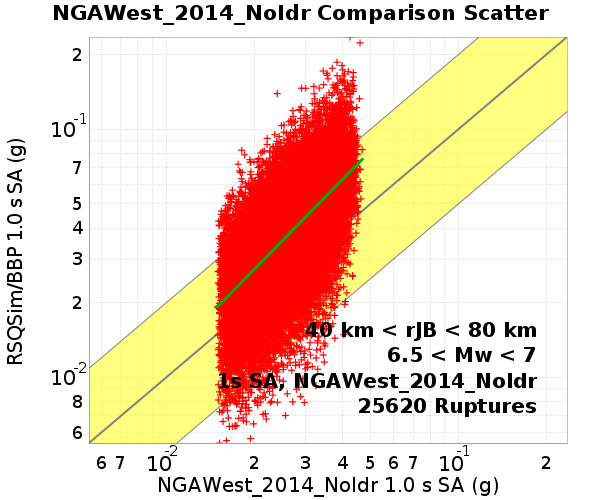 NGAWest_2014_NoIdr Comparison Scatter
RSQSim/BBP 1.0 s SA (g)
2
10⁻¹
7
5
4
3
2
10⁻²
8
6
40 km < rJB < 80 km
6.5 < Mw < 7
1s SA, NGAWest_2014_NoIdr
25620 Ruptures
6 7 10⁻² 2 3 4 5 6 7 10⁻¹ 2
NGAWest_2014_NoIdr 1.0 s SA (g)